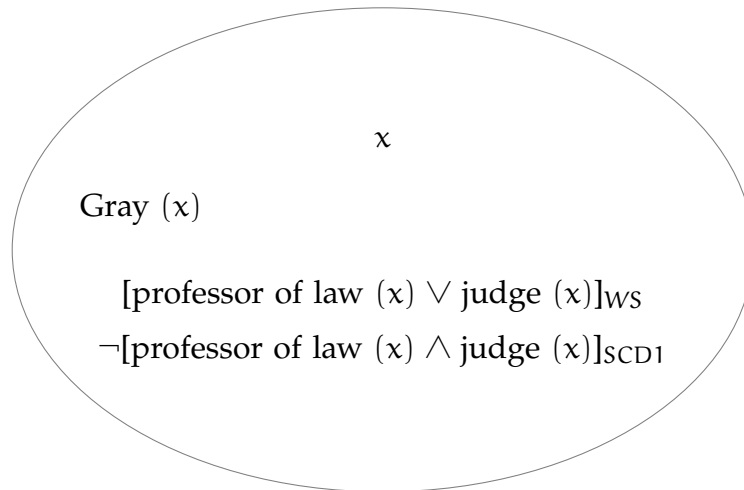 x
Gray (x)
[professor of law (x) ∨ judge (x)]WS
¬[professor of law (x) ∧ judge (x)]SCD1